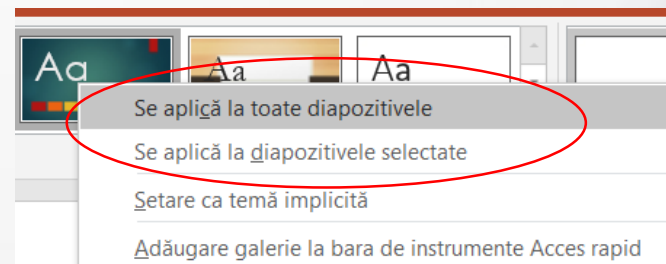 Aa Aa Aa
Se aplică la toate diapozitivele
Se aplică la diapozitivele selectate
Setare ca temă implicită
Adăugare galerie la bara de instrumente Acces rapid